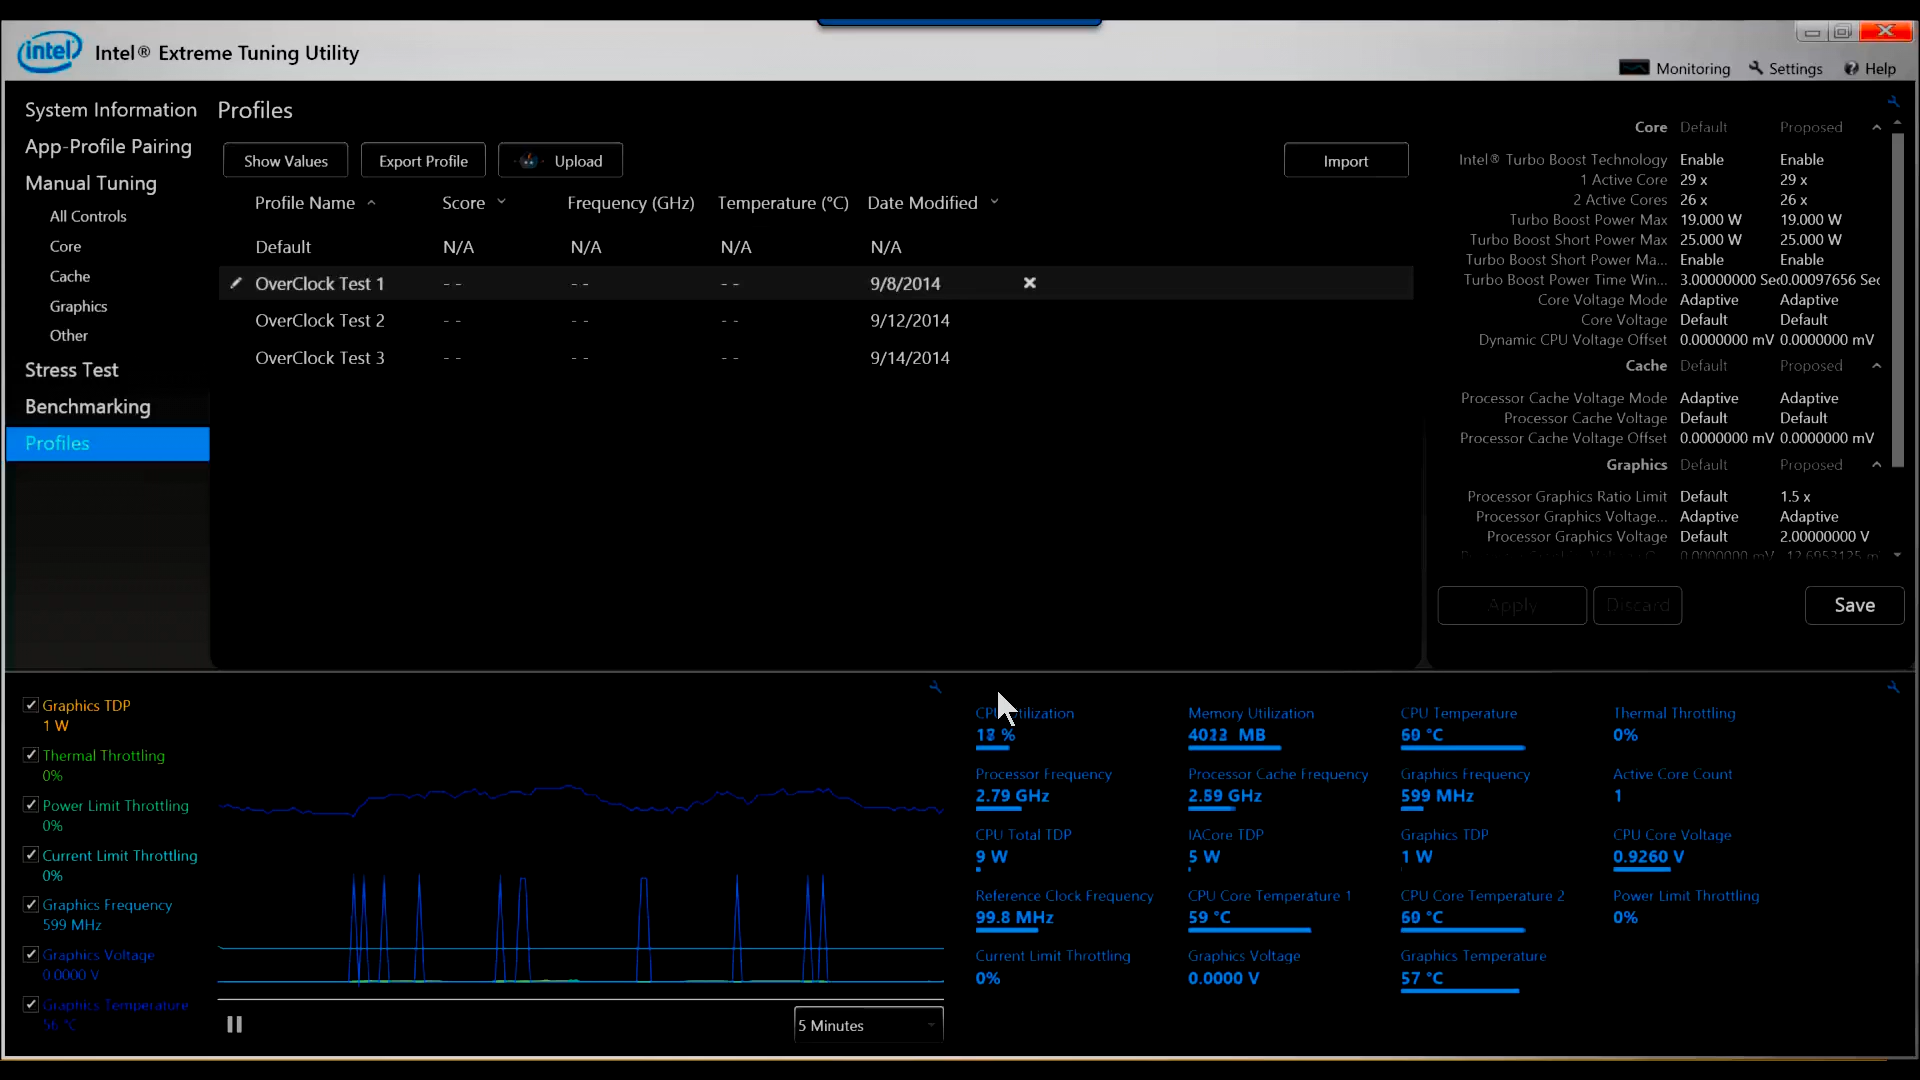 intel Intel® Extreme Tuning Utility
Monitoring Settings Help
System Information
App-Profile Pairing
Manual Tuning
All Controls
Core
Cache
Graphics
Other
Stress Test
Benchmarking
Profiles
Profiles
Show Values Export Profile Upload Import
Profile Name Score Frequency (GHz) Temperature (°C) Date Modified
Default N/A N/A N/A N/A
OverClock Test 1 -- -- -- 9/8/2014
OverClock Test 2 -- -- -- 9/12/2014
OverClock Test 3 -- -- -- 9/14/2014
Core Default Proposed
Intel® Turbo Boost Technology Enable Enable
1 Active Core 29 x 29 x
2 Active Cores 26 x 26 x
Turbo Boost Power Max 19.000 W 19.000 W
Turbo Boost Short Power Max 25.000 W 25.000 W
Turbo Boost Short Power Ma... Enable Enable
Turbo Boost Power Time Win... 3.00000000 Sec 0.00097656 Sec
Core Voltage Mode Adaptive Adaptive
Core Voltage Default Default
Dynamic CPU Voltage Offset 0.0000000 mV 0.0000000 mV
Cache Default Proposed
Processor Cache Voltage Mode Adaptive Adaptive
Processor Cache Voltage Default Default
Processor Cache Voltage Offset 0.0000000 mV 0.0000000 mV
Graphics Default Proposed
Processor Graphics Ratio Limit Default 1.5 x
Processor Graphics Voltage... Adaptive Adaptive
Processor Graphics Voltage Default 2.00000000 V
Apply Discard Save
Graphics TDP
1 W
Thermal Throttling
0%
Power Limit Throttling
0%
Current Limit Throttling
0%
Graphics Frequency
599 MHz
Graphics Voltage
0.0000 V
Graphics Temperature
56 °C
5 Minutes
Memory Utilization CPU Temperature Thermal Throttling
MB 60 °C 0%
Processor Frequency Processor Cache Frequency Graphics Frequency Active Core Count
2.79 GHz 2.59 GHz 599 MHz 1
CPU Total TDP IACore TDP Graphics TDP CPU Core Voltage
9 W 5 W 1 W 0.9260 V
Reference Clock Frequency CPU Core Temperature 1 CPU Core Temperature 2 Power Limit Throttling
99.8 MHz 59 °C 60 °C 0%
Current Limit Throttling Graphics Voltage Graphics Temperature
0% 0.0000 V 57 °C